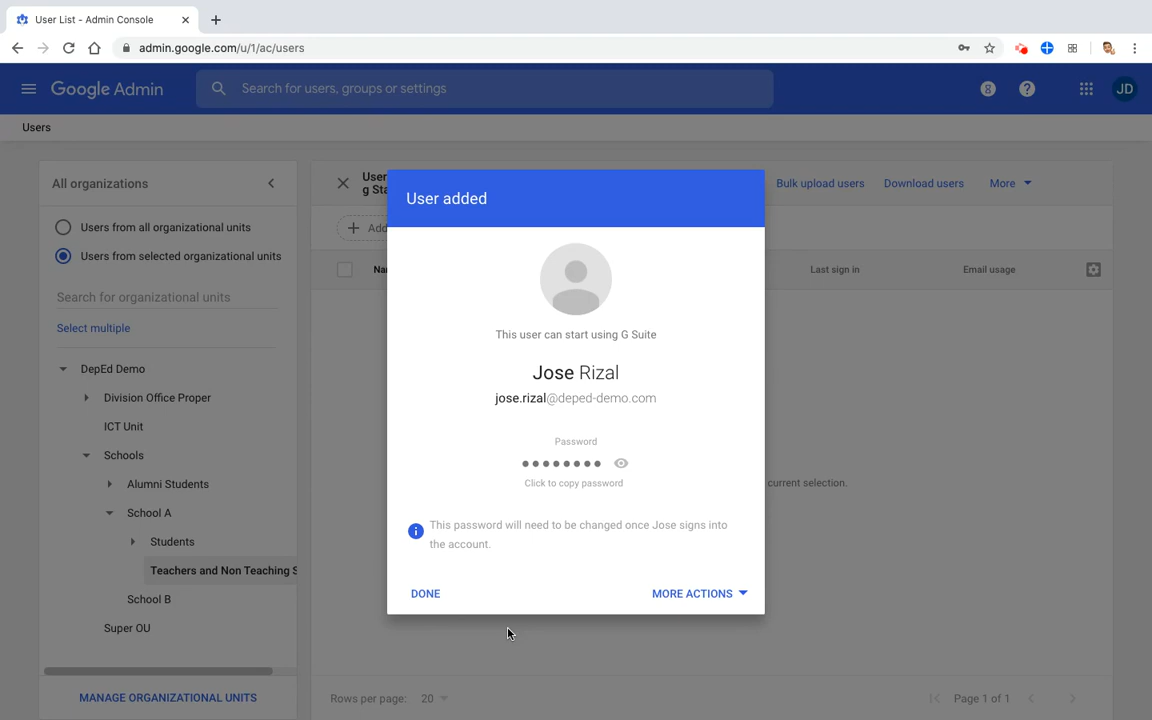 User List - Admin Console
admin.google.com/u/1/ac/users
Google Admin
Search for users, groups or settings
8
?
JD
Users
All organizations
Users from all organizational units
Users from selected organizational units
Search for organizational units
Select multiple
DepEd Demo
Division Office Proper
ICT Unit
Schools
Alumni Students
School A
Students
Teachers and Non Teaching S
School B
Super OU
MANAGE ORGANIZATIONAL UNITS
User
g Sta
Bulk upload users
Download users
More
Add
Na
Last sign in
Email usage
current selection.
Rows per page: 20
Page 1 of 1
User added
This user can start using G Suite
Jose Rizal
jose.rizal@deped-demo.com
Password
••••••••
Click to copy password
This password will need to be changed once Jose signs into
the account.
DONE
MORE ACTIONS